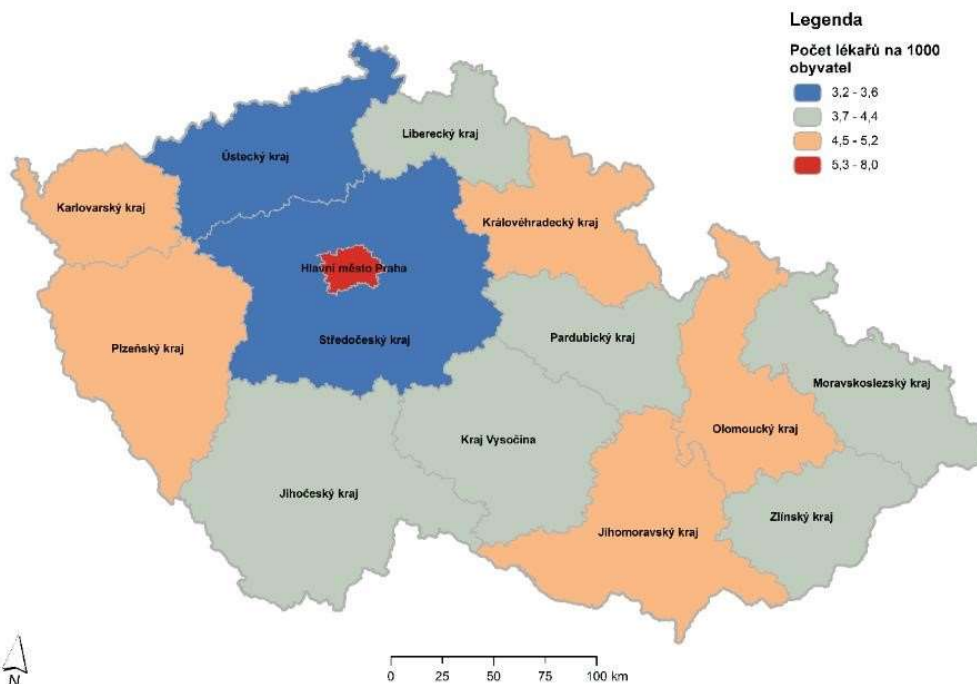 Legenda
Počet lékařů na 1000
obyvatel
3,2 - 3,6
3,7 - 4,4
4,5 - 5,2
5,3 - 8,0
Liberecký kraj
Ústecký kraj
Karlovarský kraj
Královéhradecký kraj
Hlavní město Praha
Středočeský kraj
Pardubický kraj
Plzeňský kraj
Moravskoslezský kraj
Olomoucký kraj
Kraj Vysočina
Jihočeský kraj
Zlínský kraj
Jihomoravský kraj
N
0 25 50 75 100 km